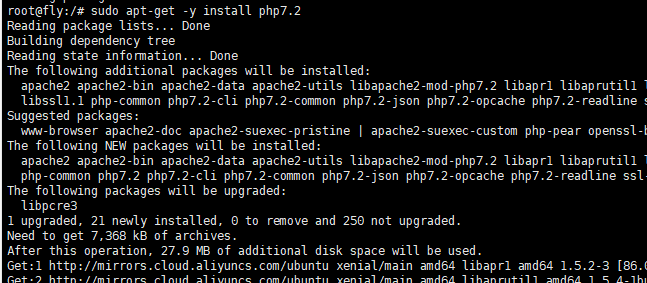 root@fly:/# sudo apt-get -y install php7.2
Reading package lists... Done
Building dependency tree
Reading state information... Done
The following additional packages will be installed:
apache2 apache2-bin apache2-data apache2-utils libapache2-mod-php7.2 libapr1 libaprutil1
libssl1.1 php-common php7.2-cli php7.2-common php7.2-json php7.2-opcache php7.2-readline
Suggested packages:
www-browser apache2-doc apache2-suexec-pristine | apache2-suexec-custom php-pear
The following NEW packages will be installed:
apache2 apache2-bin apache2-data apache2-utils libapache2-mod-php7.2 libapr1 libaprutil1
php-common php7.2 php7.2-cli php7.2-common php7.2-json php7.2-opcache php7.2-readline ssl-
The following packages will be upgraded:
libpcre3
1 upgraded, 21 newly installed, 0 to remove and 250 not upgraded.
Need to get 7,368 kB of archives.
After this operation, 27.9 MB of additional disk space will be used.
Get:1 http://mirrors.cloud.aliyuncs.com/ubuntu xenial/main amd64 libapr1 amd64 1.5.2-3 [86.0
Get:2 http://mirrors.cloud.aliyuncs.com/ubuntu xenial/main amd64 libaprutil1 amd64